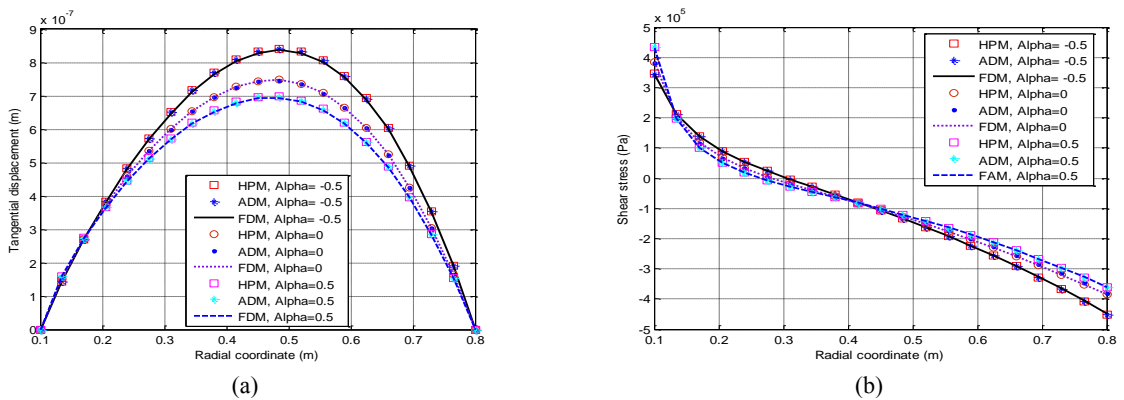 x 10^-7
9
8
7
6
5
4
3
2
1
0
0.1 0.2 0.3 0.4 0.5 0.6 0.7 0.8
Radial coordinate (m)
Tangential displacement (m)
HPM, Alpha= -0.5
ADM, Alpha= -0.5
FDM, Alpha= -0.5
HPM, Alpha=0
ADM, Alpha=0
FDM, Alpha=0
HPM, Alpha=0.5
ADM, Alpha=0.5
FDM, Alpha=0.5
(a)
x 10^5
5
4
3
2
1
0
-1
-2
-3
-4
-5
0.1 0.2 0.3 0.4 0.5 0.6 0.7 0.8
Radial coordinate (m)
Shear stress (Pa)
HPM, Alpha= -0.5
ADM, Alpha= -0.5
FDM, Alpha= -0.5
HPM, Alpha=0
ADM, Alpha=0
FDM, Alpha=0
HPM, Alpha=0.5
ADM, Alpha=0.5
FAM, Alpha=0.5
(b)